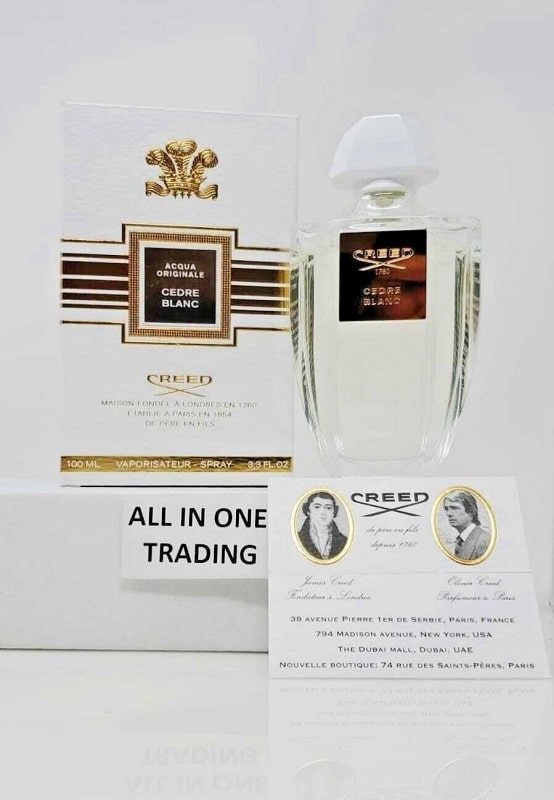 ACQUA
ORIGINALE
CEDRE
BLANC
CREED
MAISON FONDÉE À LONDRES EN 1760
ÉTABLIE À PARIS EN 1854
DE PÈRE EN FILS
100 ML VAPORISATEUR - SPRAY 3,3 FL.OZ
CREED
1760
CEDRE
BLANC
ALL IN ONE
TRADING
CREED
de père en fils
depuis 1760
James Creed
Fondateur à Londres
Olivier Creed
Parfumeur à Paris
38 AVENUE PIERRE 1ER DE SERBIE, PARIS, FRANCE
794 MADISON AVENUE, NEW YORK, USA
THE DUBAI MALL, DUBAI, UAE
NOUVELLE BOUTIQUE: 74 RUE DES SAINTS-PÈRES, PARIS